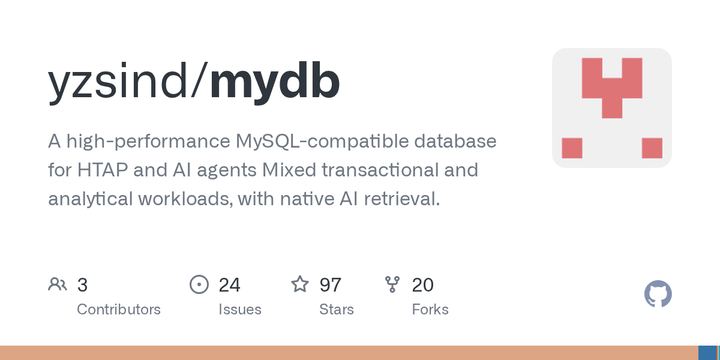 yzsind/mydb
A high-performance MySQL-compatible database
for HTAP and AI agents Mixed transactional and
analytical workloads, with native AI retrieval.
3
Contributors
24
Issues
97
Stars
20
Forks